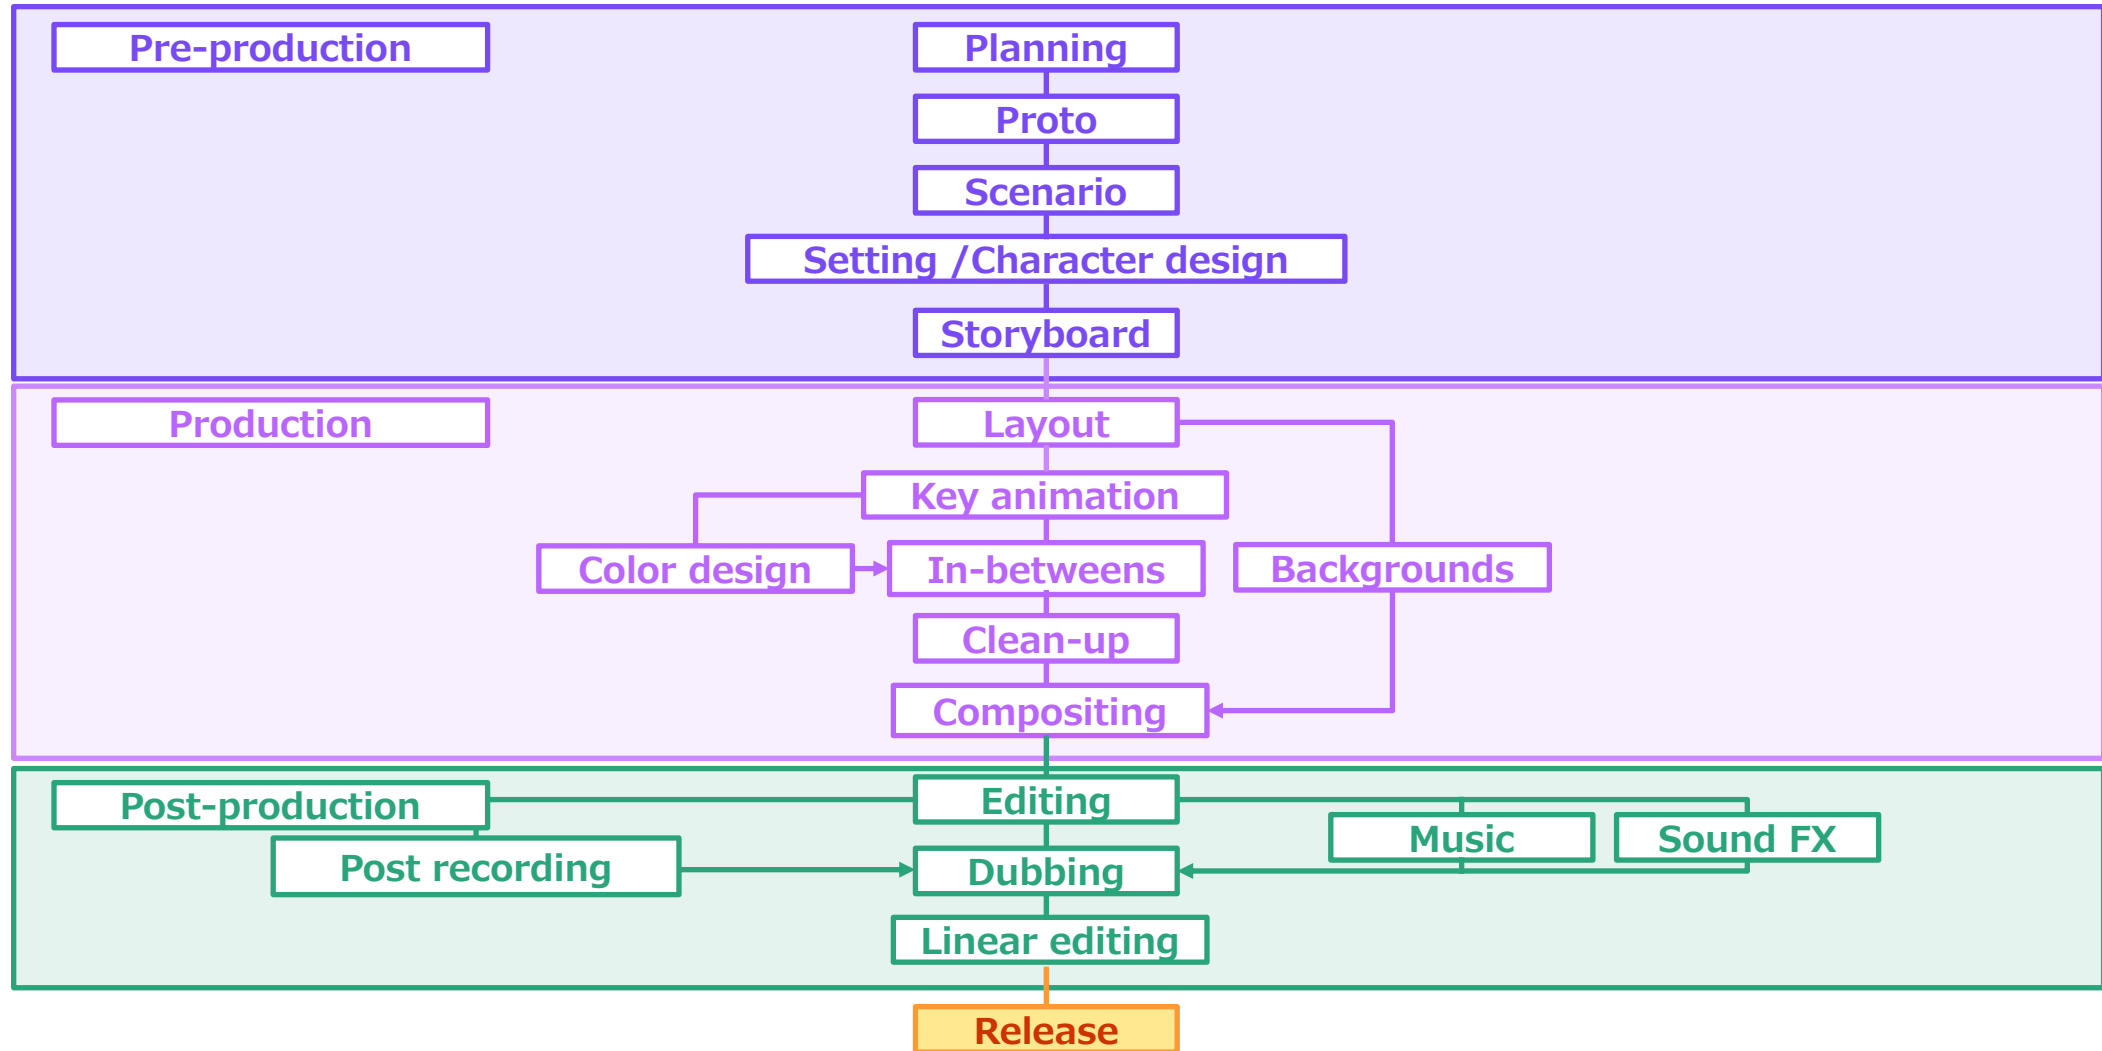 Pre-production
Planning
Proto
Scenario
Setting /Character design
Storyboard
Production
Layout
Key animation
Color design
In-betweens
Backgrounds
Clean-up
Compositing
Post-production
Editing
Music
Sound FX
Post recording
Dubbing
Linear editing
Release